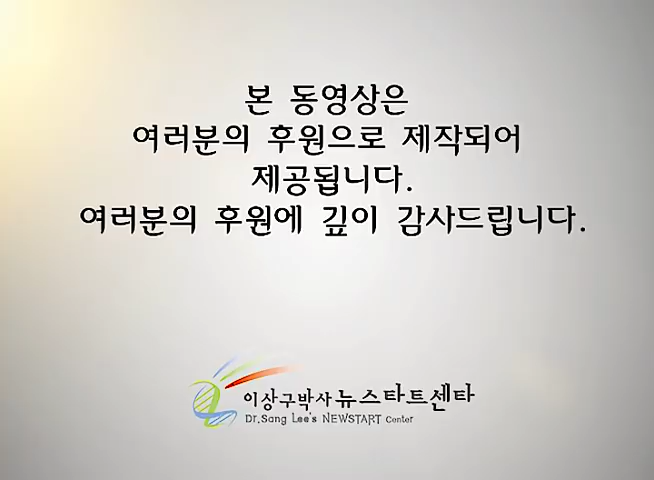 본 동영상은
여러분의 후원으로 제작되어
제공됩니다.
여러분의 후원에 깊이 감사드립니다.
이상구박사 뉴스타트센타
Dr.Sang Lee's NEWSTART Center